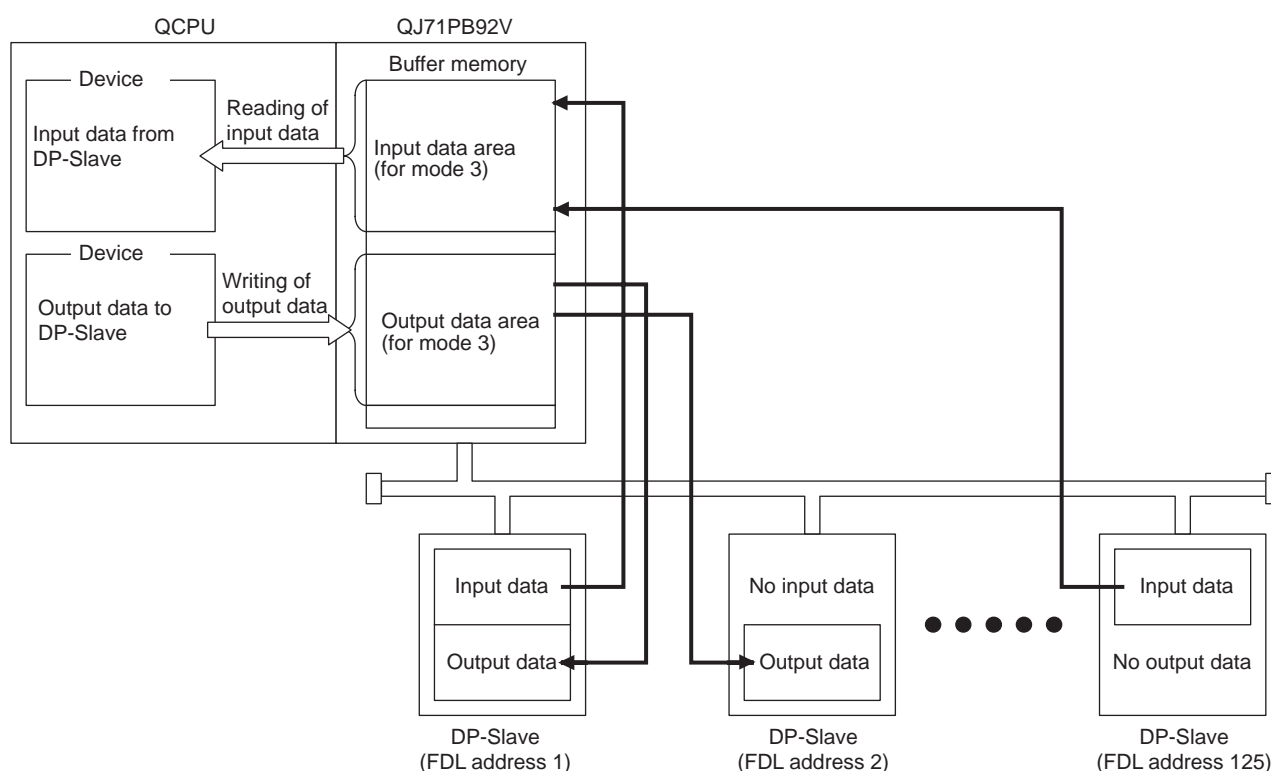 QCPU
QJ71PB92V
Buffer memory
Device
Input data from
DP-Slave
Reading of
input data
Input data area
(for mode 3)
Device
Output data to
DP-Slave
Writing of
output data
Output data area
(for mode 3)
Input data
Output data
DP-Slave
(FDL address 1)
No input data
Output data
DP-Slave
(FDL address 2)
Input data
No output data
DP-Slave
(FDL address 125)